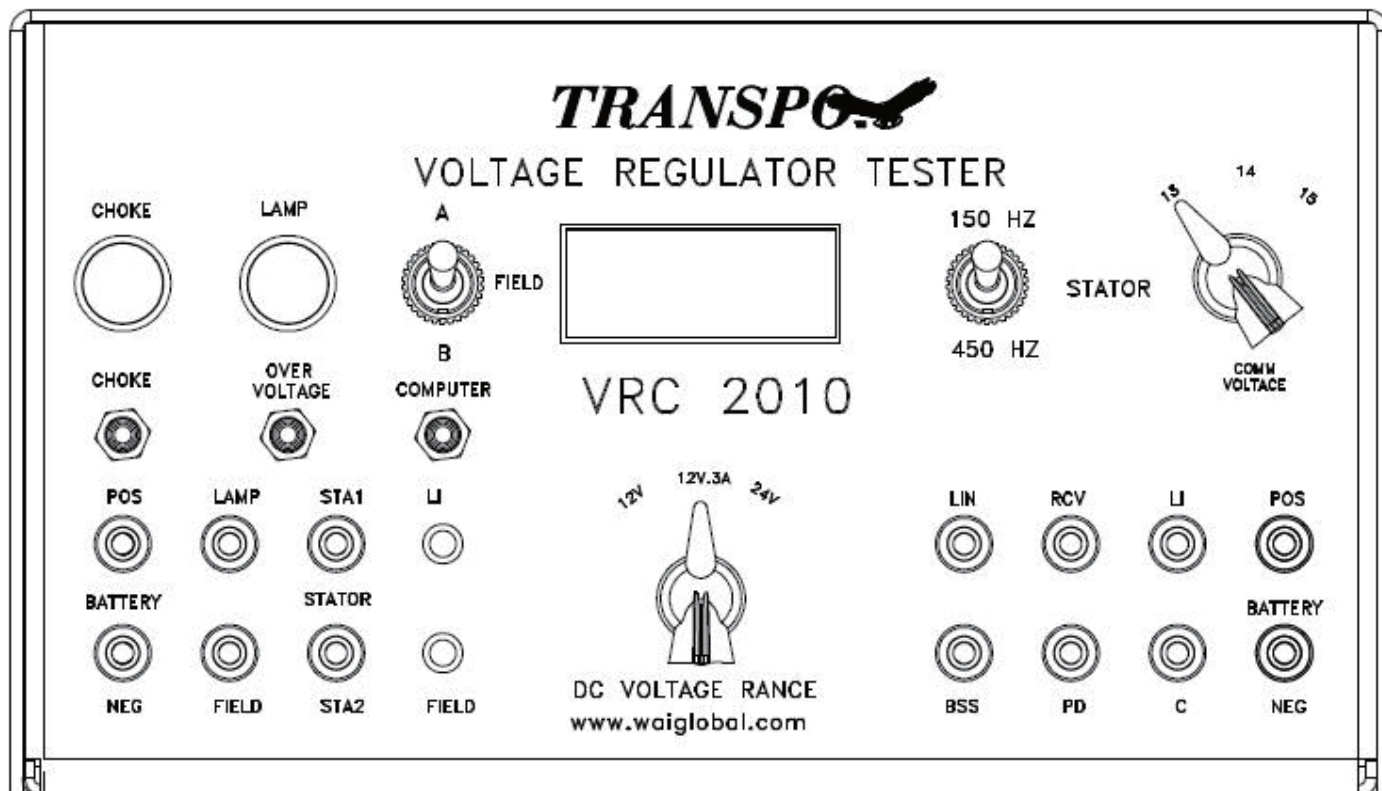 TRANSPO
VOLTAGE REGULATOR TESTER
CHOKE
LAMP
A
FIELD
B
150 HZ
STATOR
450 HZ
13
14
15
COMM
VOLTACE
CHOKE
OVER
VOLTAGE
COMPUTER
VRC 2010
POS
LAMP
STA1
LI
12V
12V.3A
24V
LIN
RCV
LI
POS
BATTERY
STATOR
BATTERY
NEG
FIELD
STA2
FIELD
DC VOLTAGE RANCE
www.waiglobal.com
BSS
PD
C
NEG